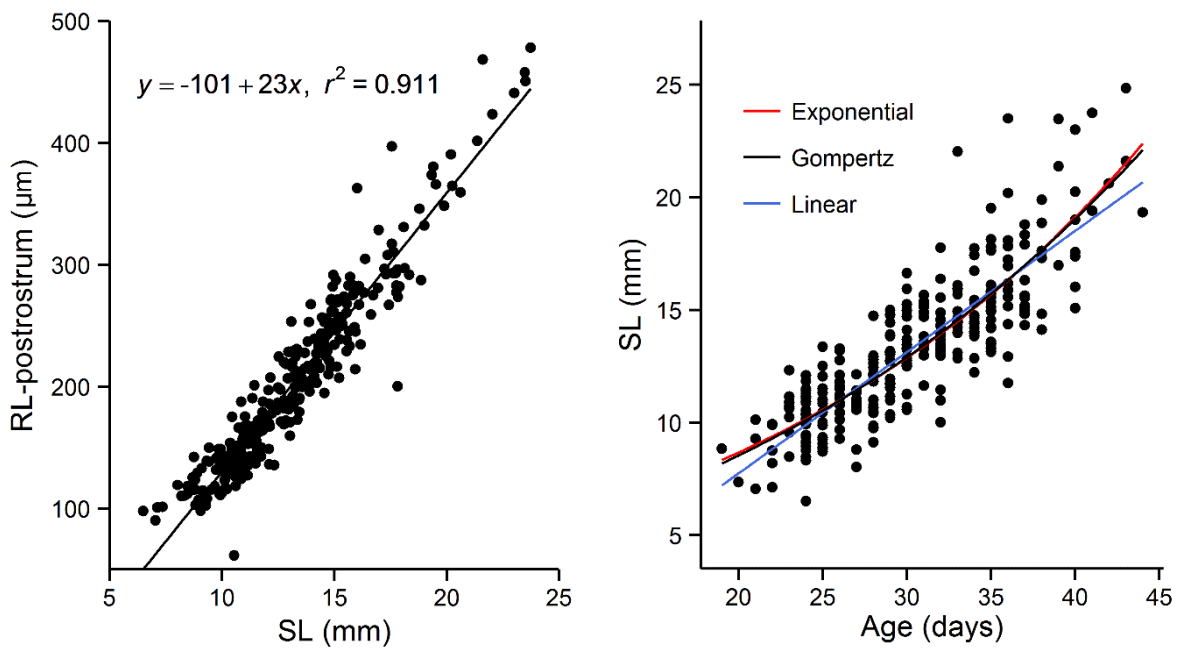 500
400
300
200
100
RL-postrostrum (µm)
y = -101 + 23x, r² = 0.911
5
10
15
20
25
SL (mm)
25
20
15
10
5
SL (mm)
Exponential
Gompertz
Linear
20
25
30
35
40
45
Age (days)